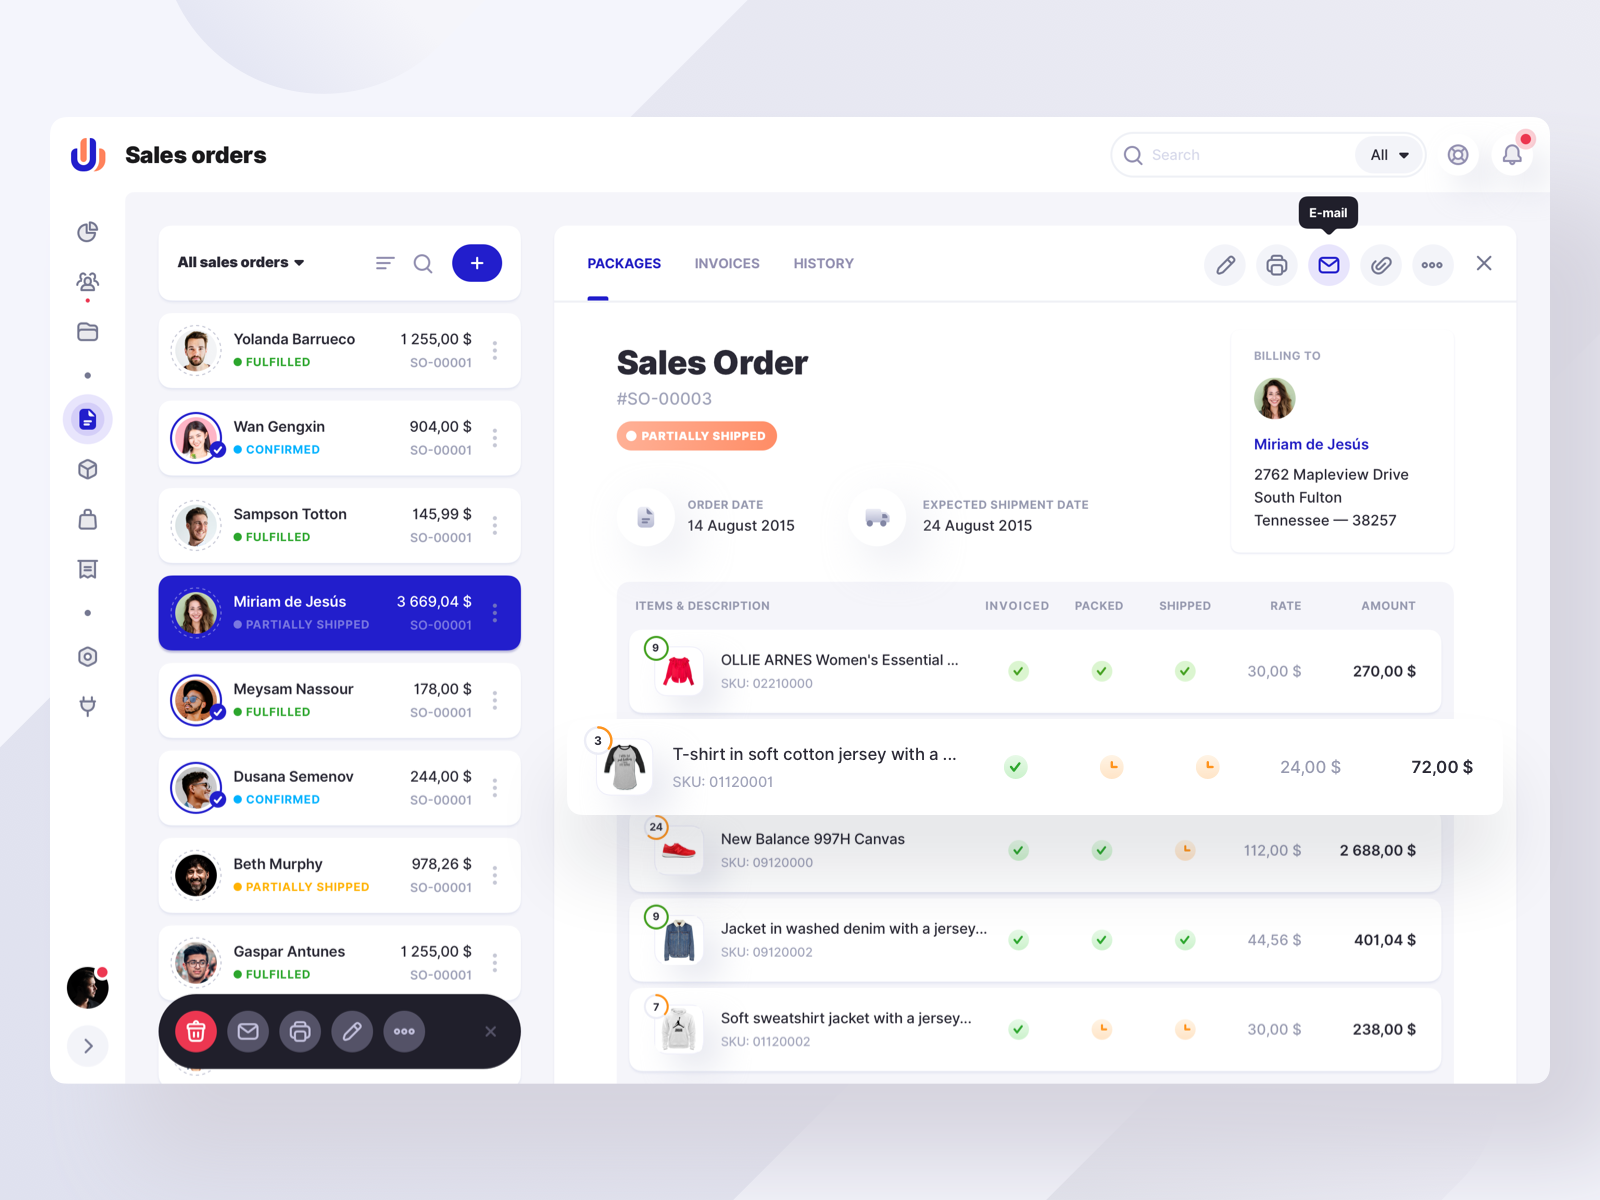 Sales orders
Search
All
E-mail
All sales orders
+
Yolanda Barrueco 1 255,00 $
FULFILLED SO-00001
Wan Gengxin 904,00 $
CONFIRMED SO-00001
Sampson Totton 145,99 $
FULFILLED SO-00001
Miriam de Jesús 3 669,04 $
PARTIALLY SHIPPED SO-00001
Meysam Nassour 178,00 $
FULFILLED SO-00001
Dusana Semenov 244,00 $
CONFIRMED SO-00001
Beth Murphy 978,26 $
PARTIALLY SHIPPED SO-00001
Gaspar Antunes 1 255,00 $
FULFILLED SO-00001
PACKAGES INVOICES HISTORY
Sales Order
#SO-00003
PARTIALLY SHIPPED
ORDER DATE
14 August 2015
EXPECTED SHIPMENT DATE
24 August 2015
BILLING TO
Miriam de Jesús
2762 Mapleview Drive
South Fulton
Tennessee — 38257
ITEMS & DESCRIPTION INVOICED PACKED SHIPPED RATE AMOUNT
9
OLLIE ARNES Women's Essential ... 30,00 $ 270,00 $
SKU: 02210000
3
T-shirt in soft cotton jersey with a ... 24,00 $ 72,00 $
SKU: 01120001
24
New Balance 997H Canvas 112,00 $ 2 688,00 $
SKU: 09120000
9
Jacket in washed denim with a jersey... 44,56 $ 401,04 $
SKU: 09120002
7
Soft sweatshirt jacket with a jersey... 30,00 $ 238,00 $
SKU: 01120002